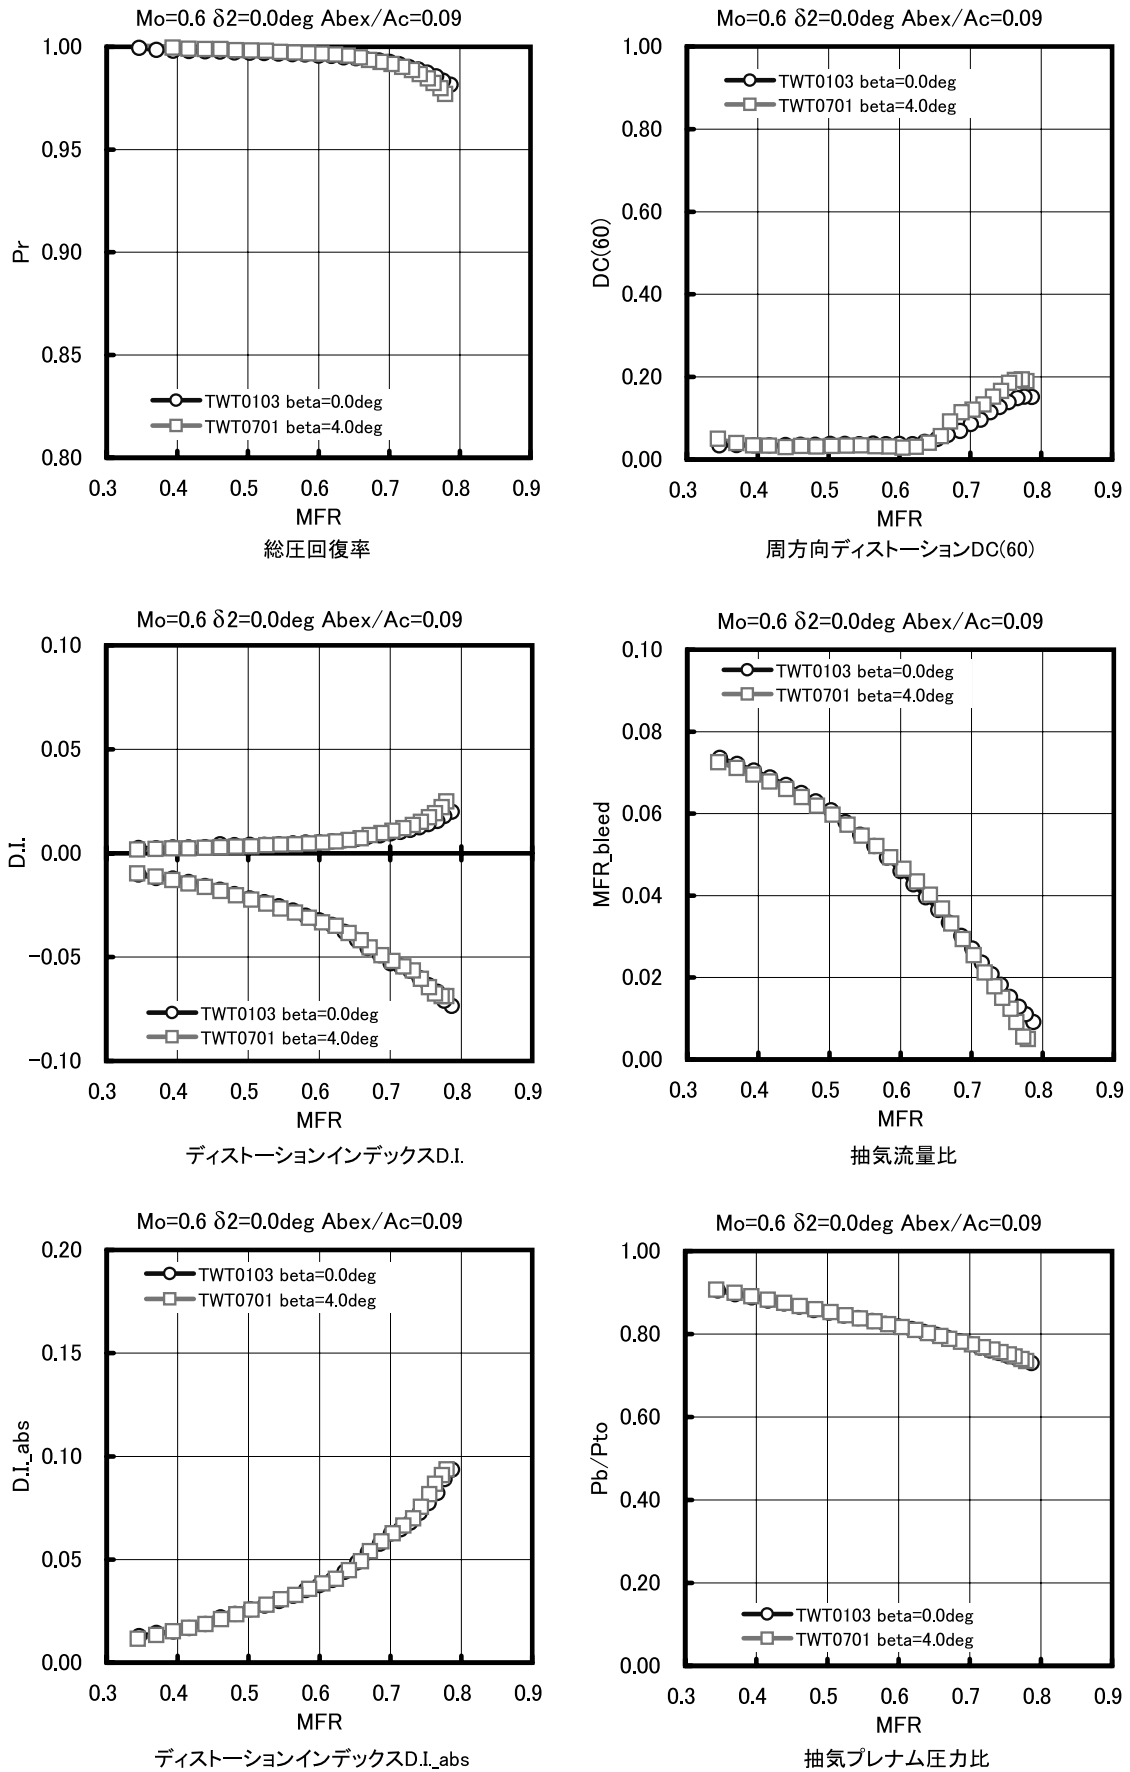 Mo=0.6 δ2=0.0deg Abex/Ac=0.09
1.00
0.95
0.90
0.85
0.80
Pr
TWT0103 beta=0.0deg
TWT0701 beta=4.0deg
0.3 0.4 0.5 0.6 0.7 0.8 0.9
MFR
総圧回復率
Mo=0.6 δ2=0.0deg Abex/Ac=0.09
1.00
0.80
0.60
0.40
0.20
0.00
DC(60)
TWT0103 beta=0.0deg
TWT0701 beta=4.0deg
0.3 0.4 0.5 0.6 0.7 0.8 0.9
MFR
周方向ディストーションDC(60)
Mo=0.6 δ2=0.0deg Abex/Ac=0.09
0.10
0.05
0.00
-0.05
-0.10
D.I.
TWT0103 beta=0.0deg
TWT0701 beta=4.0deg
0.3 0.4 0.5 0.6 0.7 0.8 0.9
MFR
ディストーションインデックスD.I.
Mo=0.6 δ2=0.0deg Abex/Ac=0.09
0.10
0.08
0.06
0.04
0.02
0.00
MFR_bleed
TWT0103 beta=0.0deg
TWT0701 beta=4.0deg
0.3 0.4 0.5 0.6 0.7 0.8 0.9
MFR
抽気流量比
Mo=0.6 δ2=0.0deg Abex/Ac=0.09
0.20
0.15
0.10
0.05
0.00
D.I._abs
TWT0103 beta=0.0deg
TWT0701 beta=4.0deg
0.3 0.4 0.5 0.6 0.7 0.8 0.9
MFR
ディストーションインデックスD.I._abs
Mo=0.6 δ2=0.0deg Abex/Ac=0.09
1.00
0.80
0.60
0.40
0.20
0.00
Pb/Pto
TWT0103 beta=0.0deg
TWT0701 beta=4.0deg
0.3 0.4 0.5 0.6 0.7 0.8 0.9
MFR
抽気プレナム圧力比